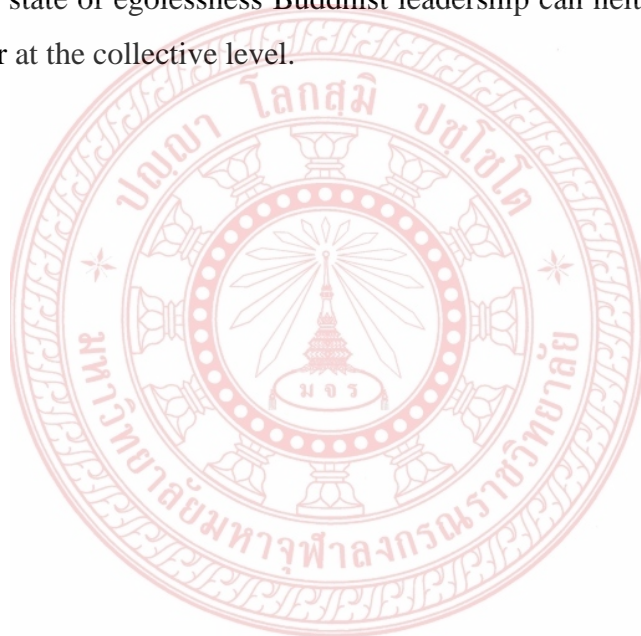 state of egolessness Buddhist leadership can neit
r at the collective level.
ปญฺญา โลกสฺมิ ปชฺโชโต
ม จ ร
มหาวิทยาลัยมหาจุฬาลงกรณราชวิทยาลัย